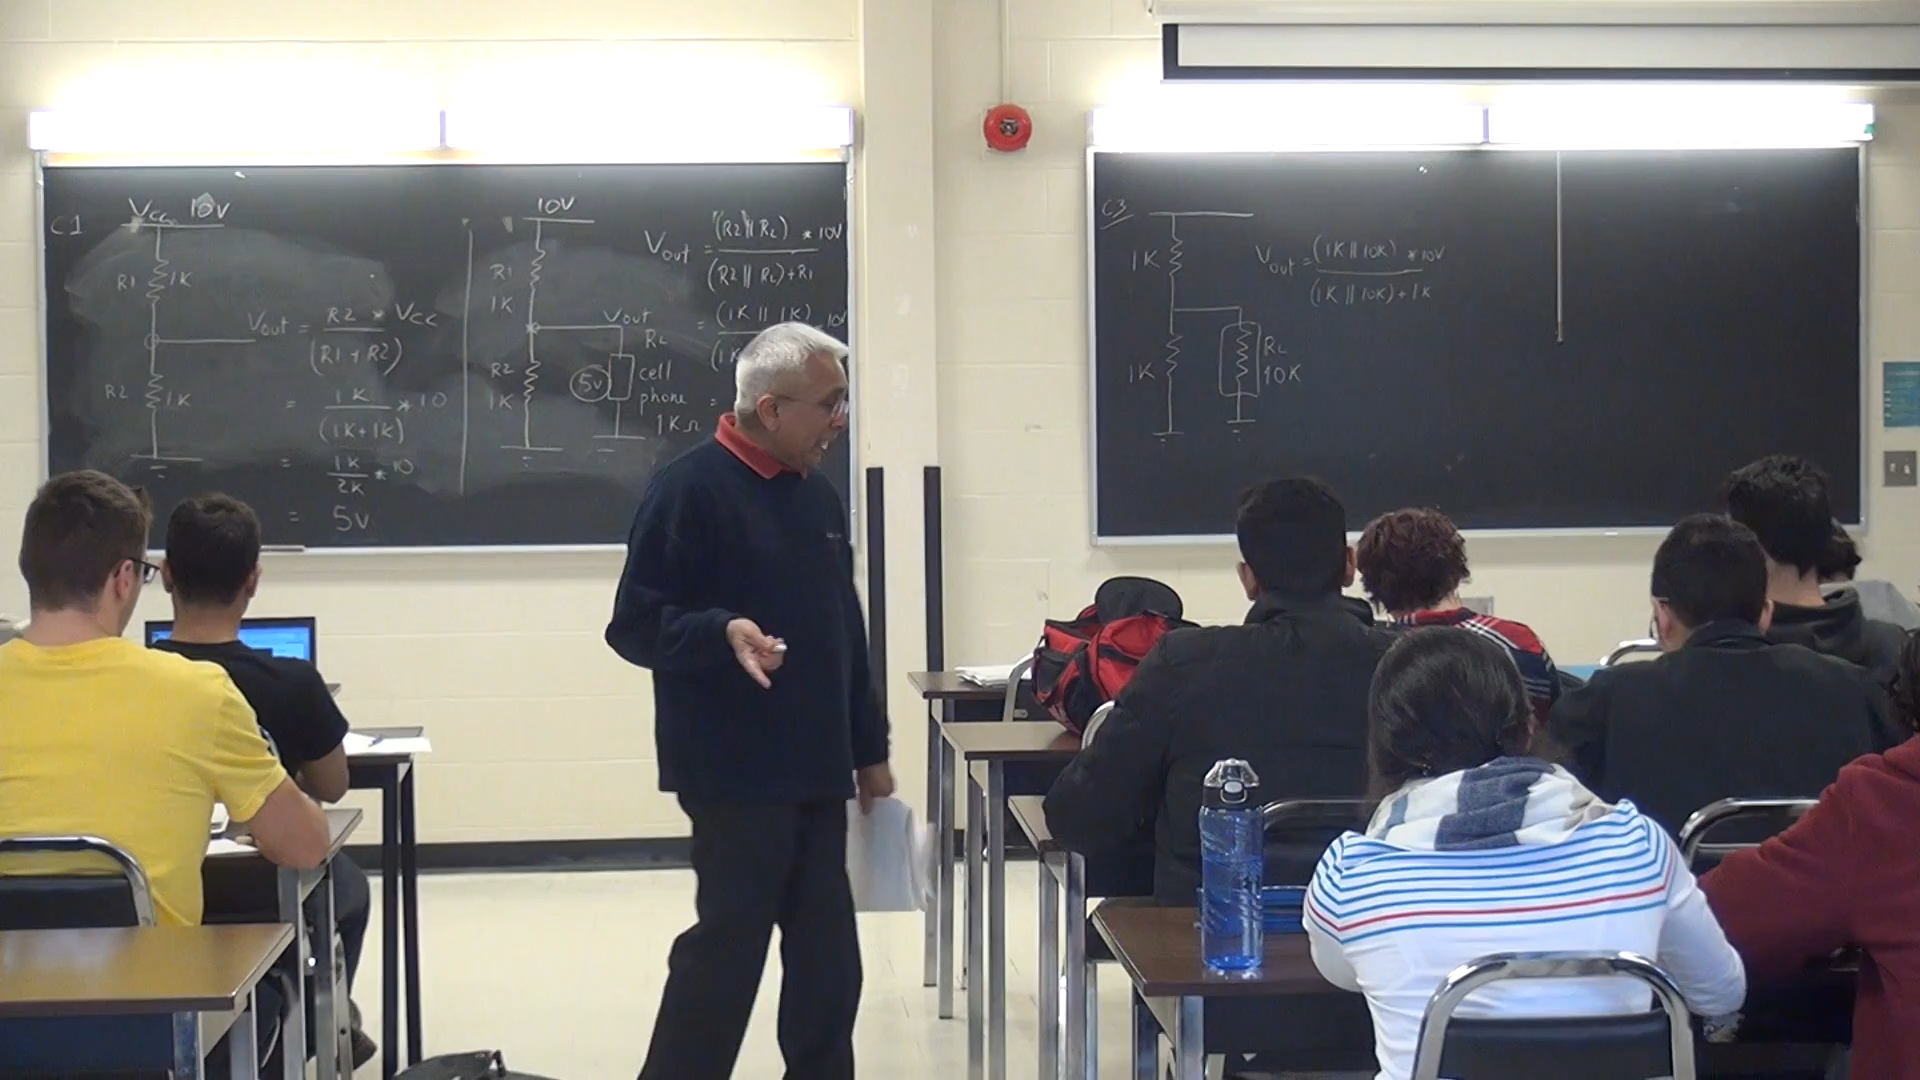 C1
Vcc 10V
R1 1K
Vout = R2 * Vcc
(R1 + R2)
R2 1K
= 1K * 10
(1K+1K)
= 1K * 10
2K
= 5V
10V
R1
1K
Vout
R2
1K
5v
RL
cell
phone
1KΩ
Vout = (R2 || RL) * 10V
(R2 || RL) + R1
= (1K || 1K)
(1K
=
C3
1K
1K
RL
10K
Vout = (1K || 10K) * 10V
(1K || 10K) + 1K